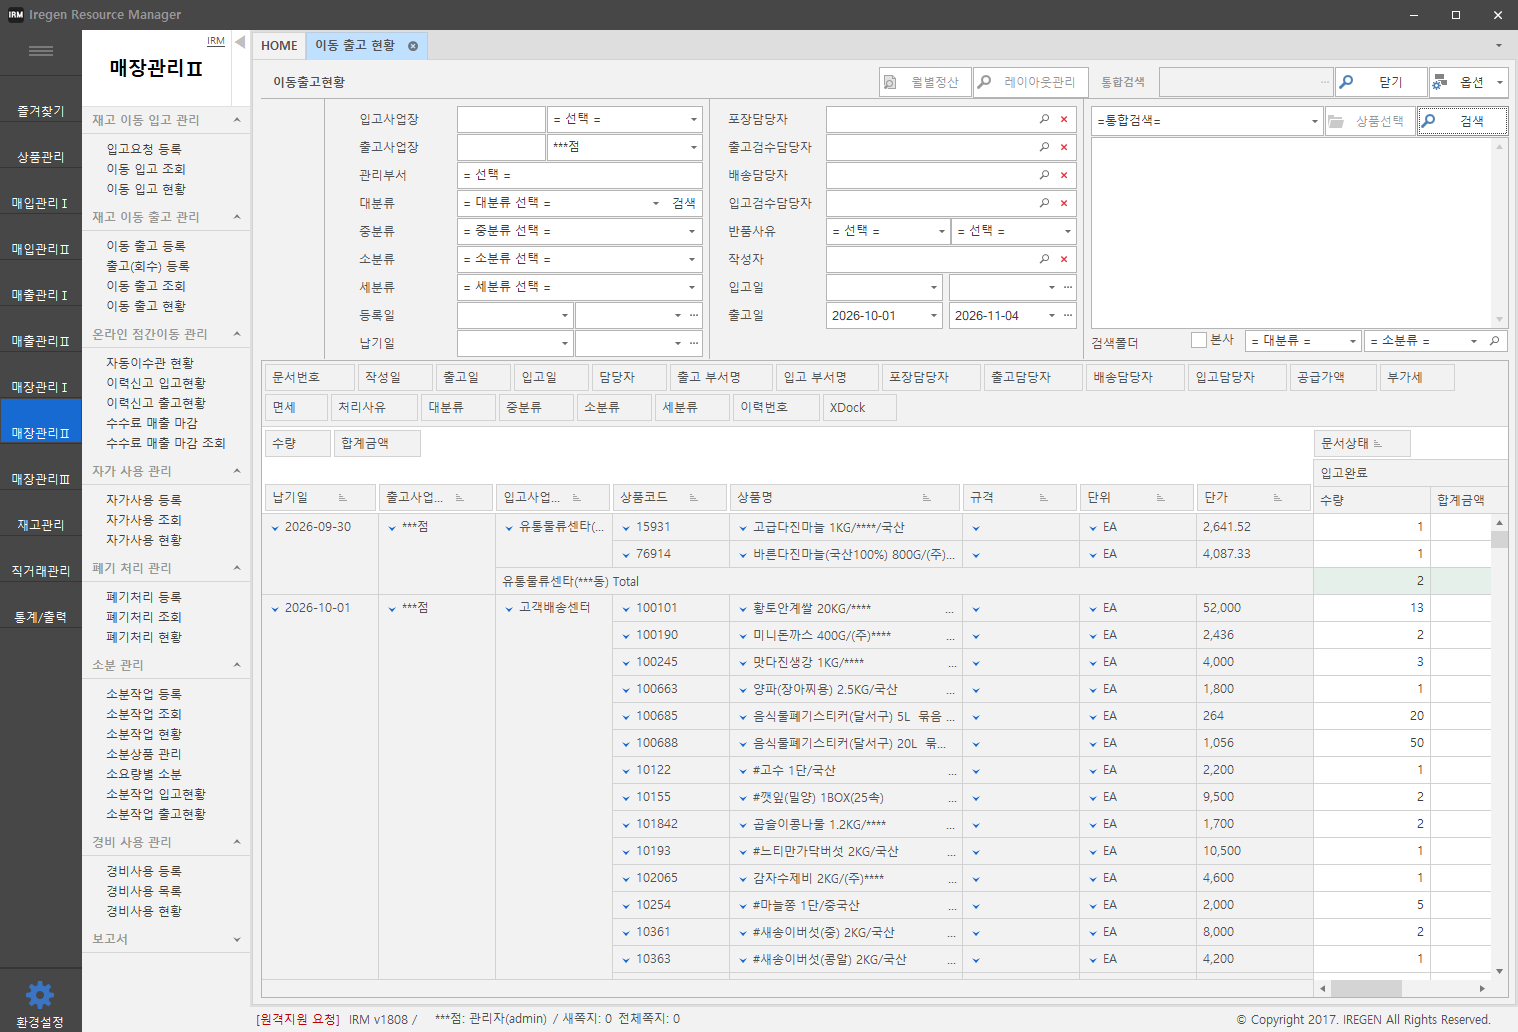 IRM Iregen Resource Manager
즐겨찾기
상품관리
매입관리 I
매입관리 II
매출관리 I
매출관리 II
매장관리 I
매장관리 II
매장관리 III
재고관리
직거래관리
통계/출력
환경설정
IRM
매장관리 II
재고 이동 입고 관리
입고요청 등록
이동 입고 조회
이동 입고 현황
재고 이동 출고 관리
이동 출고 등록
출고(회수) 등록
이동 출고 조회
이동 출고 현황
온라인 점간이동 관리
자동이수관 현황
이력신고 입고현황
이력신고 출고현황
수수료 매출 마감
수수료 매출 마감 조회
자가 사용 관리
자가사용 등록
자가사용 조회
자가사용 현황
폐기 처리 관리
폐기처리 등록
폐기처리 조회
폐기처리 현황
소분 관리
소분작업 등록
소분작업 조회
소분작업 현황
소분상품 관리
소요량별 소분
소분작업 입고현황
소분작업 출고현황
경비 사용 관리
경비사용 등록
경비사용 목록
경비사용 현황
보고서
HOME 이동 출고 현황
이동출고현황 월별정산 레이아웃관리 통합검색 ... 닫기 옵션
입고사업장 = 선택 = 포장담당자 =통합검색= 상품선택 검색
출고사업장 ***점 출고검수담당자
관리부서 = 선택 = 배송담당자
대분류 = 대분류 선택 = 검색 입고검수담당자
중분류 = 중분류 선택 = 반품사유 = 선택 = = 선택 =
소분류 = 소분류 선택 = 작성자
세분류 = 세분류 선택 = 입고일 ...
등록일 ... 출고일 2026-10-01 2026-11-04 ...
납기일 ... 검색폴더 본사 = 대분류 = = 소분류 =
문서번호 작성일 출고일 입고일 담당자 출고 부서명 입고 부서명 포장담당자 출고담당자 배송담당자 입고담당자 공급가액 부가세
면세 처리사유 대분류 중분류 소분류 세분류 이력번호 XDock
수량 합계금액 문서상태
입고완료
납기일 출고사업... 입고사업... 상품코드 상품명 규격 단위 단가 수량 합계금액
2026-09-30 ***점 유통물류센타(... 15931 고급다진마늘 1KG/****/국산 EA 2,641.52 1
76914 바른다진마늘(국산100%) 800G/(주)... EA 4,087.33 1
유통물류센타(***동) Total 2
2026-10-01 ***점 고객배송센터 100101 황토안계쌀 20KG/**** ... EA 52,000 13
100190 미니돈까스 400G/(주)**** ... EA 2,436 2
100245 맛다진생강 1KG/**** ... EA 4,000 3
100663 양파(장아찌용) 2.5KG/국산 ... EA 1,800 1
100685 음식물폐기스티커(달서구) 5L 묶음 ... EA 264 20
100688 음식물폐기스티커(달서구) 20L 묶... EA 1,056 50
10122 #고수 1단/국산 ... EA 2,200 1
10155 #깻잎(밀양) 1BOX(25속) ... EA 9,500 2
101842 곱슬이콩나물 1.2KG/**** ... EA 1,700 2
10193 #느티만가닥버섯 2KG/국산 ... EA 10,500 1
102065 감자수제비 2KG/(주)**** ... EA 4,600 1
10254 #마늘쫑 1단/중국산 ... EA 2,000 5
10361 #새송이버섯(중) 2KG/국산 ... EA 8,000 2
10363 #새송이버섯(콩알) 2KG/국산 ... EA 4,200 1
[원격지원 요청] IRM v1808 / ***점: 관리자(admin) / 새쪽지: 0 전체쪽지: 0 © Copyright 2017. IREGEN All Rights Reserved.